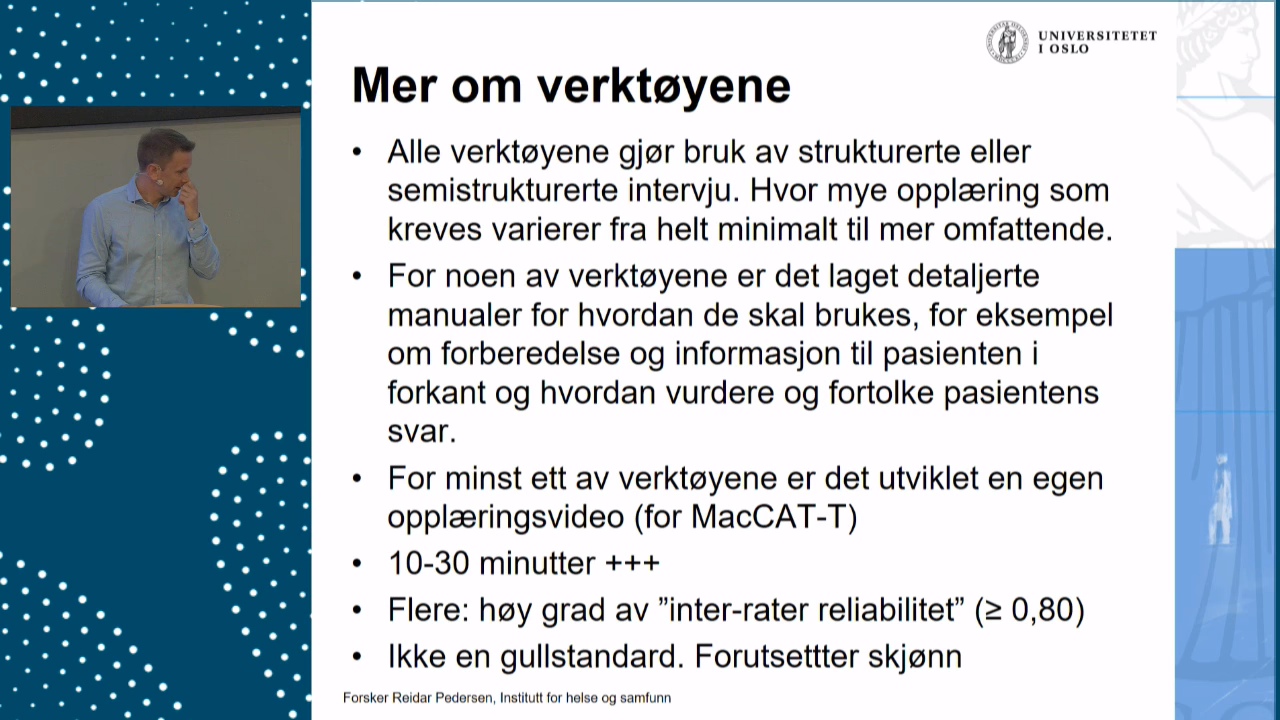 UNIVERSITETET
I OSLO
Mer om verktøyene
• Alle verktøyene gjør bruk av strukturerte eller
semistrukturerte intervju. Hvor mye opplæring som
kreves varierer fra helt minimalt til mer omfattende.
• For noen av verktøyene er det laget detaljerte
manualer for hvordan de skal brukes, for eksempel
om forberedelse og informasjon til pasienten i
forkant og hvordan vurdere og fortolke pasientens
svar.
• For minst ett av verktøyene er det utviklet en egen
opplæringsvideo (for MacCAT-T)
• 10-30 minutter +++
• Flere: høy grad av ”inter-rater reliabilitet” (≥ 0,80)
• Ikke en gullstandard. Forutsettter skjønn
Forsker Reidar Pedersen, Institutt for helse og samfunn